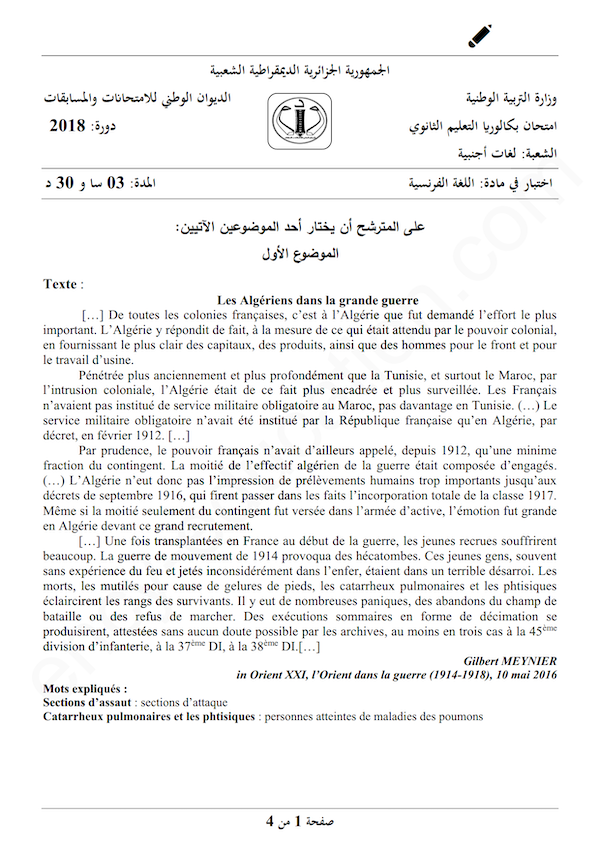 الجمهورية الجزائرية الديمقراطية الشعبية
وزارة التربية الوطنية
الديوان الوطني للامتحانات والمسابقات
امتحان بكالوريا التعليم الثانوي
دورة: 2018
الشعبة: لغات أجنبية
اختبار في مادة: اللغة الفرنسية
المدة: 03 سا و 30 د
على المترشح أن يختار أحد الموضوعين الآتيين:
الموضوع الأول
Texte :
Les Algériens dans la grande guerre
[…] De toutes les colonies françaises, c'est à l'Algérie que fut demandé l'effort le plus
important. L'Algérie y répondit de fait, à la mesure de ce qui était attendu par le pouvoir colonial,
en fournissant le plus clair des capitaux, des produits, ainsi que des hommes pour le front et pour
le travail d'usine.
Pénétrée plus anciennement et plus profondément que la Tunisie, et surtout le Maroc, par
l'intrusion coloniale, l'Algérie était de ce fait plus encadrée et plus surveillée. Les Français
n'avaient pas institué de service militaire obligatoire au Maroc, pas davantage en Tunisie. (…) Le
service militaire obligatoire n'avait été institué par la République française qu'en Algérie, par
décret, en février 1912. […]
Par prudence, le pouvoir français n'avait d'ailleurs appelé, depuis 1912, qu'une minime
fraction du contingent. La moitié de l'effectif algérien de la guerre était composée d'engagés.
(…) L'Algérie n'eut donc pas l'impression de prélèvements humains trop importants jusqu'aux
décrets de septembre 1916, qui firent passer dans les faits l'incorporation totale de la classe 1917.
Même si la moitié seulement du contingent fut versée dans l'armée d'active, l'émotion fut grande
en Algérie devant ce grand recrutement.
[…] Une fois transplantées en France au début de la guerre, les jeunes recrues souffrirent
beaucoup. La guerre de mouvement de 1914 provoqua des hécatombes. Ces jeunes gens, souvent
sans expérience du feu et jetés inconsidérément dans l'enfer, étaient dans un terrible désarroi. Les
morts, les mutilés pour cause de gelures de pieds, les catarrheux pulmonaires et les phtisiques
éclaircirent les rangs des survivants. Il y eut de nombreuses paniques, des abandons du champ de
bataille ou des refus de marcher. Des exécutions sommaires en forme de décimation se
produisirent, attestées sans aucun doute possible par les archives, au moins en trois cas à la 45ème
division d'infanterie, à la 37ème DI, à la 38ème DI.[…]
Gilbert MEYNIER
in Orient XXI, l'Orient dans la guerre (1914-1918), 10 mai 2016
Mots expliqués :
Sections d'assaut : sections d'attaque
Catarrheux pulmonaires et les phtisiques : personnes atteintes de maladies des poumons
صفحة 1 من 4